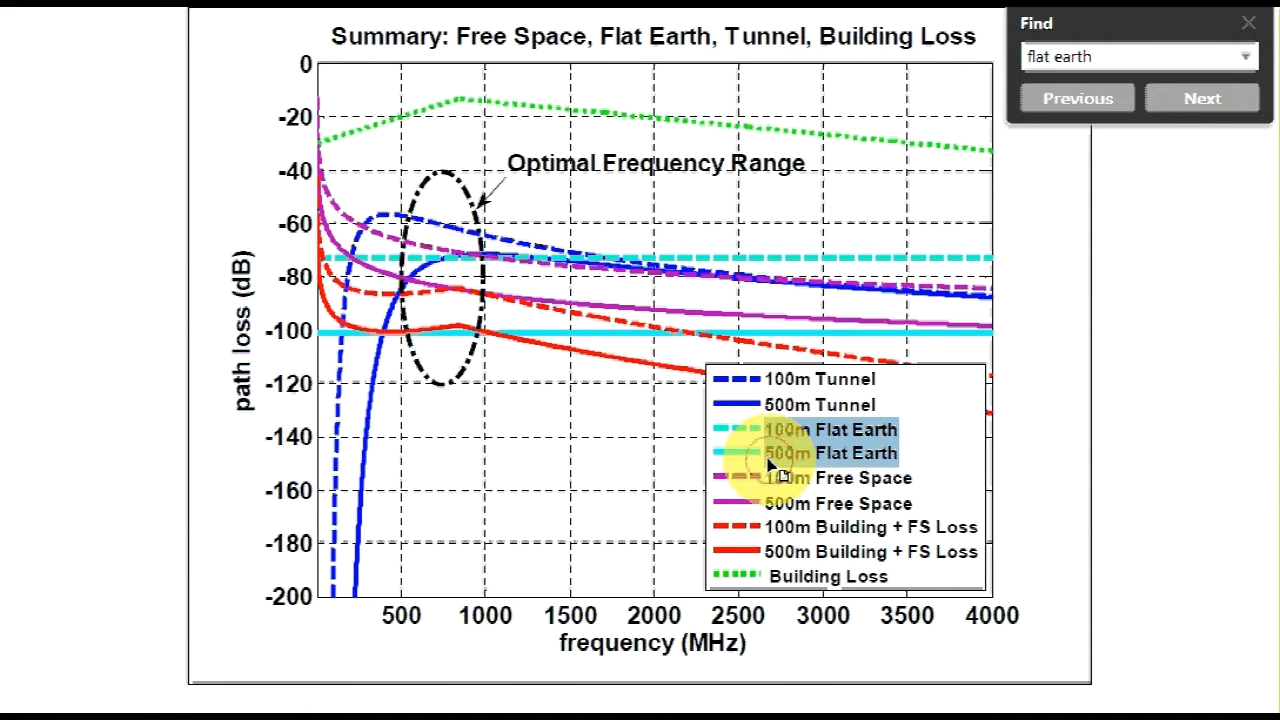 Summary: Free Space, Flat Earth, Tunnel, Building Loss
Find
flat earth
Previous
Next
Optimal Frequency Range
0
-20
-40
-60
-80
-100
-120
-140
-160
-180
-200
path loss (dB)
100m Tunnel
500m Tunnel
100m Flat Earth
500m Flat Earth
100m Free Space
500m Free Space
100m Building + FS Loss
500m Building + FS Loss
Building Loss
500 1000 1500 2000 2500 3000 3500 4000
frequency (MHz)